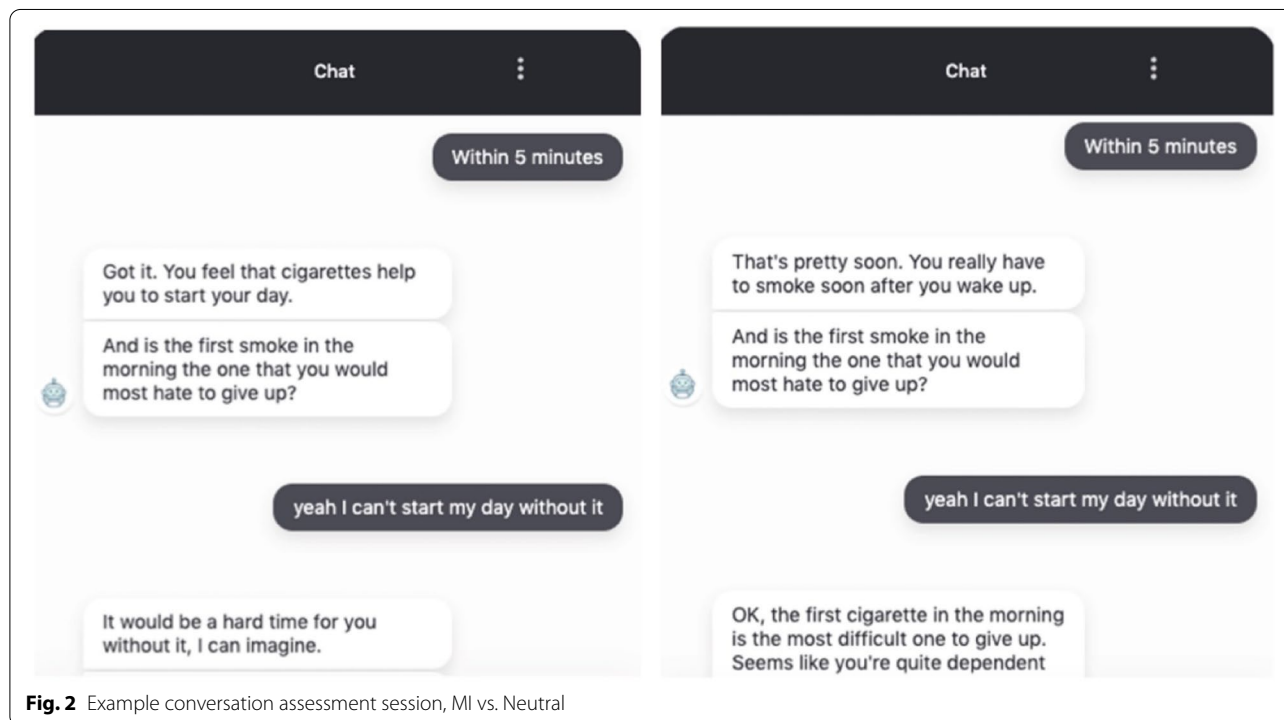 Chat
Within 5 minutes
Got it. You feel that cigarettes help
you to start your day.
And is the first smoke in the
morning the one that you would
most hate to give up?
yeah I can't start my day without it
It would be a hard time for you
without it, I can imagine.
Chat
Within 5 minutes
That's pretty soon. You really have
to smoke soon after you wake up.
And is the first smoke in the
morning the one that you would
most hate to give up?
yeah I can't start my day without it
OK, the first cigarette in the morning
is the most difficult one to give up.
Seems like you're quite dependent
Fig. 2 Example conversation assessment session, MI vs. Neutral